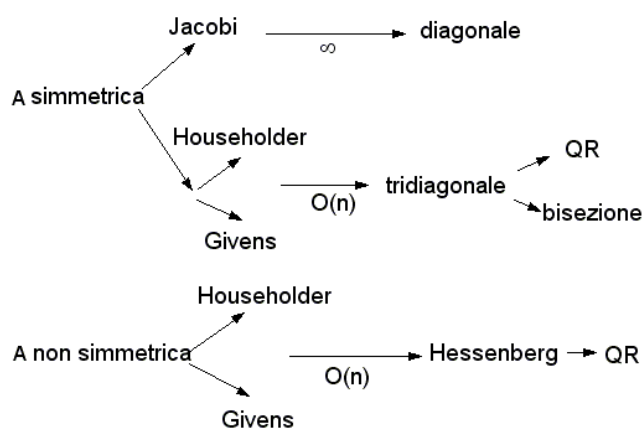 Jacobi
∞
diagonale
A simmetrica
Householder
QR
O(n)
tridiagonale
bisezione
Givens
Householder
A non simmetrica
O(n)
Hessenberg
QR
Givens